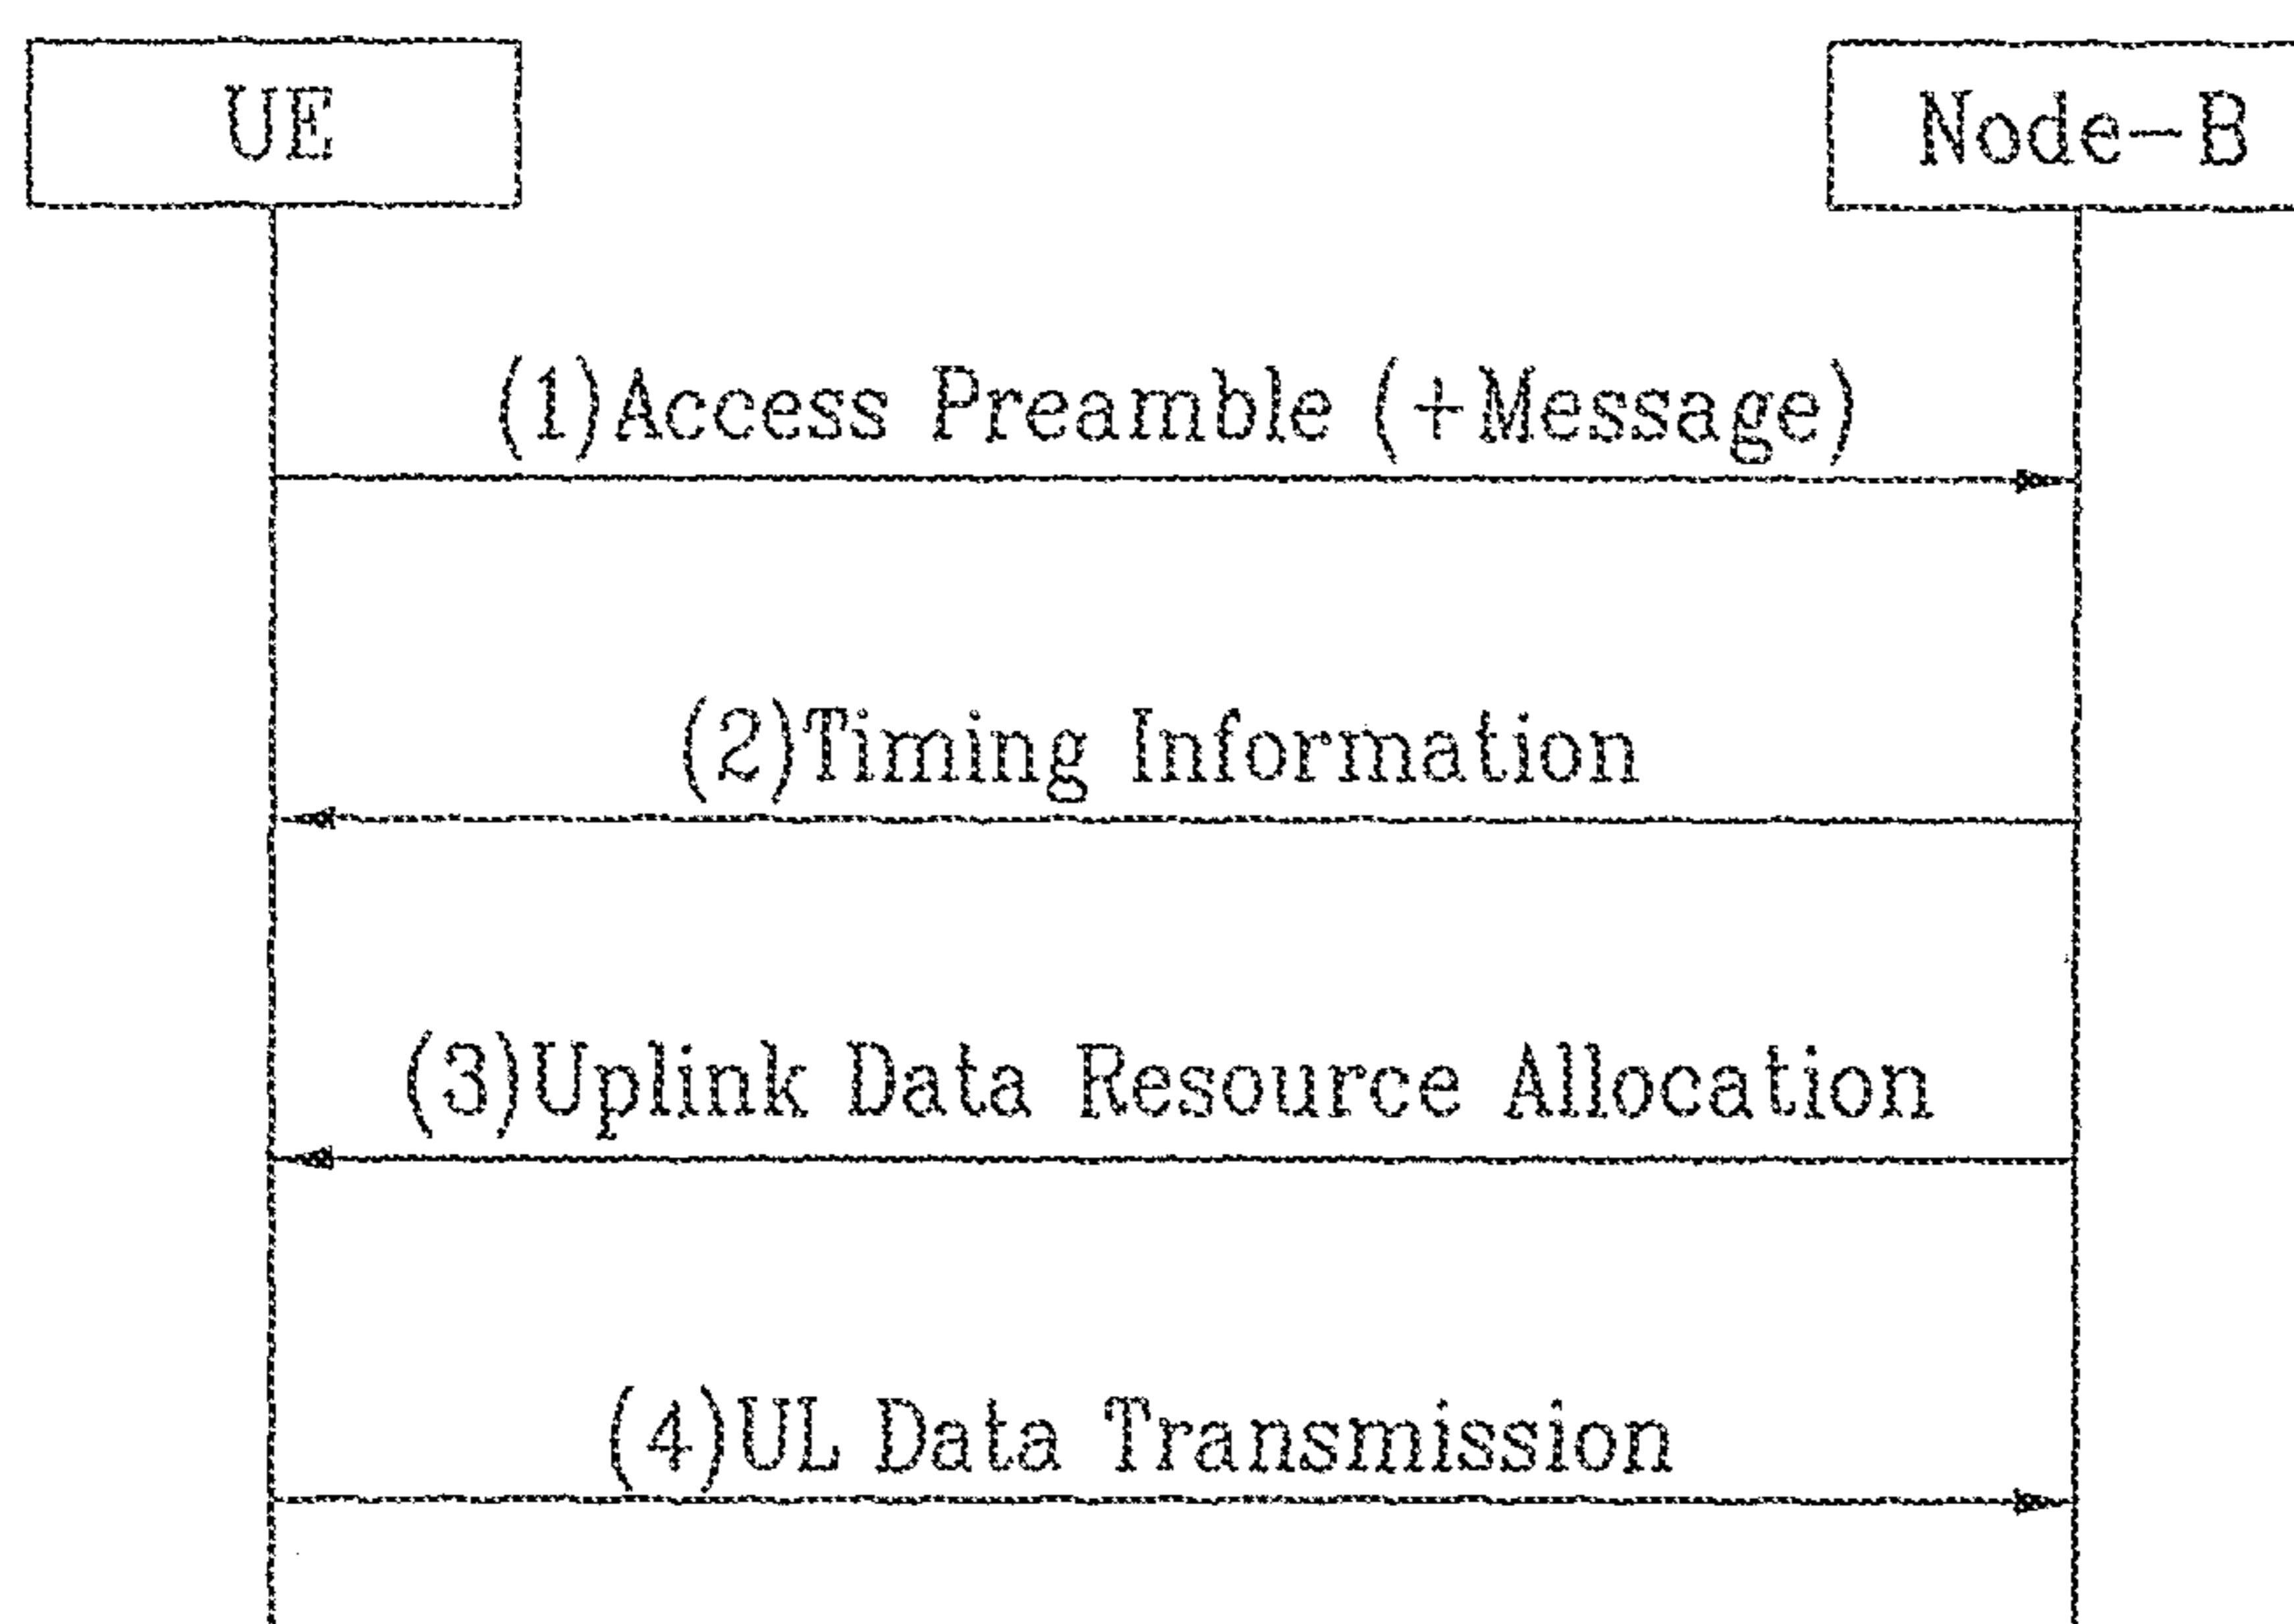 UE
Node-B
(1)Access Preamble (+Message)
(2)Timing Information
(3)Uplink Data Resource Allocation
(4)UL Data Transmission